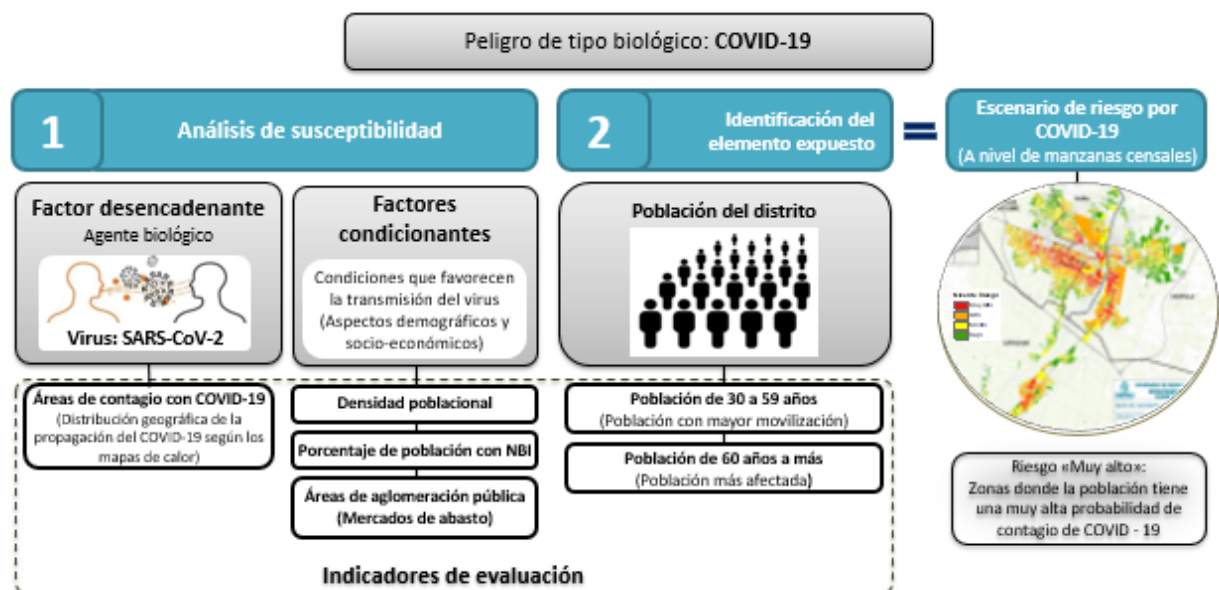 Peligro de tipo biológico: COVID-19
1
Análisis de susceptibilidad
2
Identificación del
elemento expuesto
=
Escenario de riesgo por
COVID-19
(A nivel de manzanas censales)
Factor desencadenante
Agente biológico
Virus: SARS-CoV-2
Factores
condicionantes
Condiciones que favorecen
la transmisión del virus
(Aspectos demográficos y
socio-económicos)
Población del distrito
Áreas de contagio con COVID-19
(Distribución geográfica de la
propagación del COVID-19 según los
mapas de calor)
Densidad poblacional
Porcentaje de población con NBI
Áreas de aglomeración pública
(Mercados de abasto)
Población de 30 a 59 años
(Población con mayor movilización)
Población de 60 años a más
(Población más afectada)
Indicadores de evaluación
Riesgo «Muy alto»:
Zonas donde la población tiene
una muy alta probabilidad de
contagio de COVID - 19